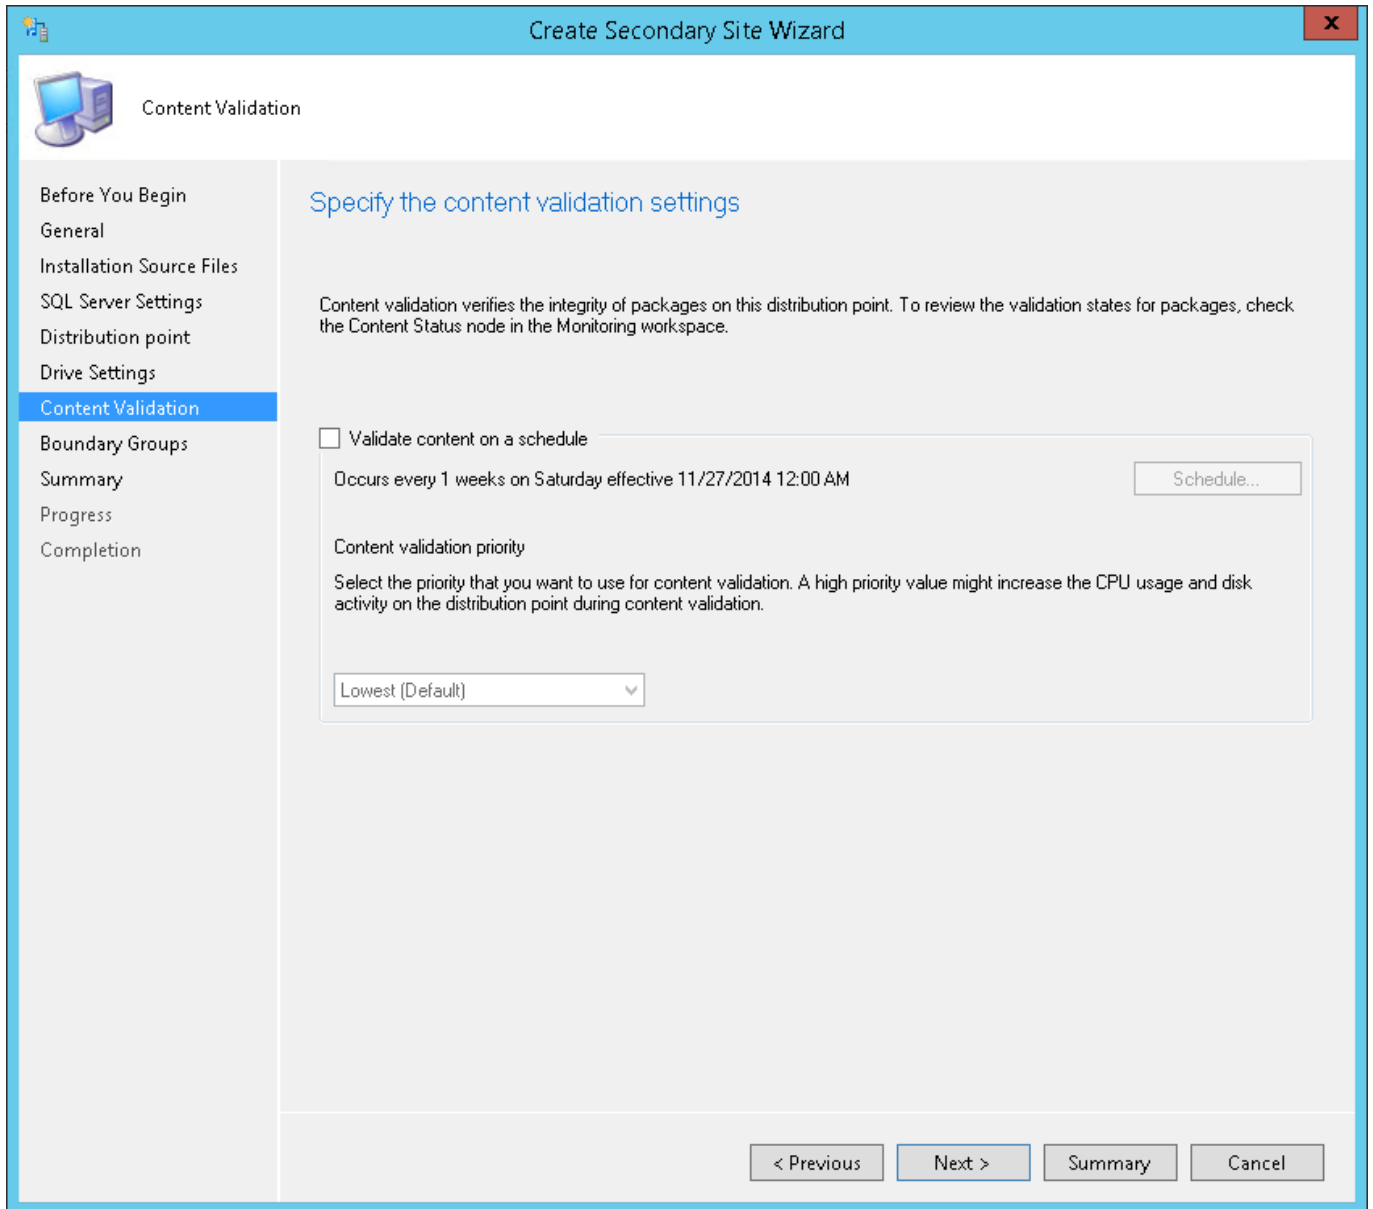 Create Secondary Site Wizard
x
Content Validation
Before You Begin
General
Installation Source Files
SQL Server Settings
Distribution point
Drive Settings
Content Validation
Boundary Groups
Summary
Progress
Completion
Specify the content validation settings
Content validation verifies the integrity of packages on this distribution point. To review the validation states for packages, check
the Content Status node in the Monitoring workspace.
Validate content on a schedule
Occurs every 1 weeks on Saturday effective 11/27/2014 12:00 AM
Schedule...
Content validation priority
Select the priority that you want to use for content validation. A high priority value might increase the CPU usage and disk
activity on the distribution point during content validation.
Lowest (Default)
< Previous
Next >
Summary
Cancel